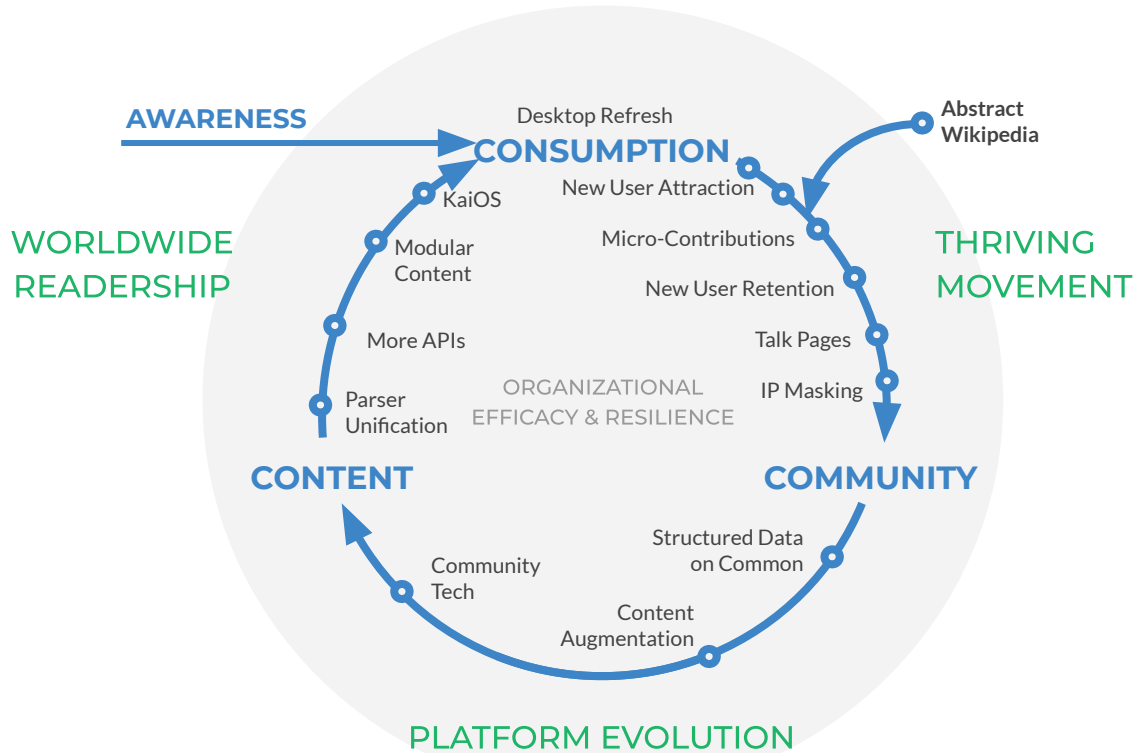 AWARENESS
Desktop Refresh
CONSUMPTION
Abstract
Wikipedia
New User Attraction
KaiOS
Micro-Contributions
WORLDWIDE
READERSHIP
Modular
Content
THRIVING
MOVEMENT
New User Retention
More APIs
Talk Pages
IP Masking
ORGANIZATIONAL
EFFICACY & RESILIENCE
Parser
Unification
CONTENT
COMMUNITY
Structured Data
on Common
Community
Tech
Content
Augmentation
PLATFORM EVOLUTION